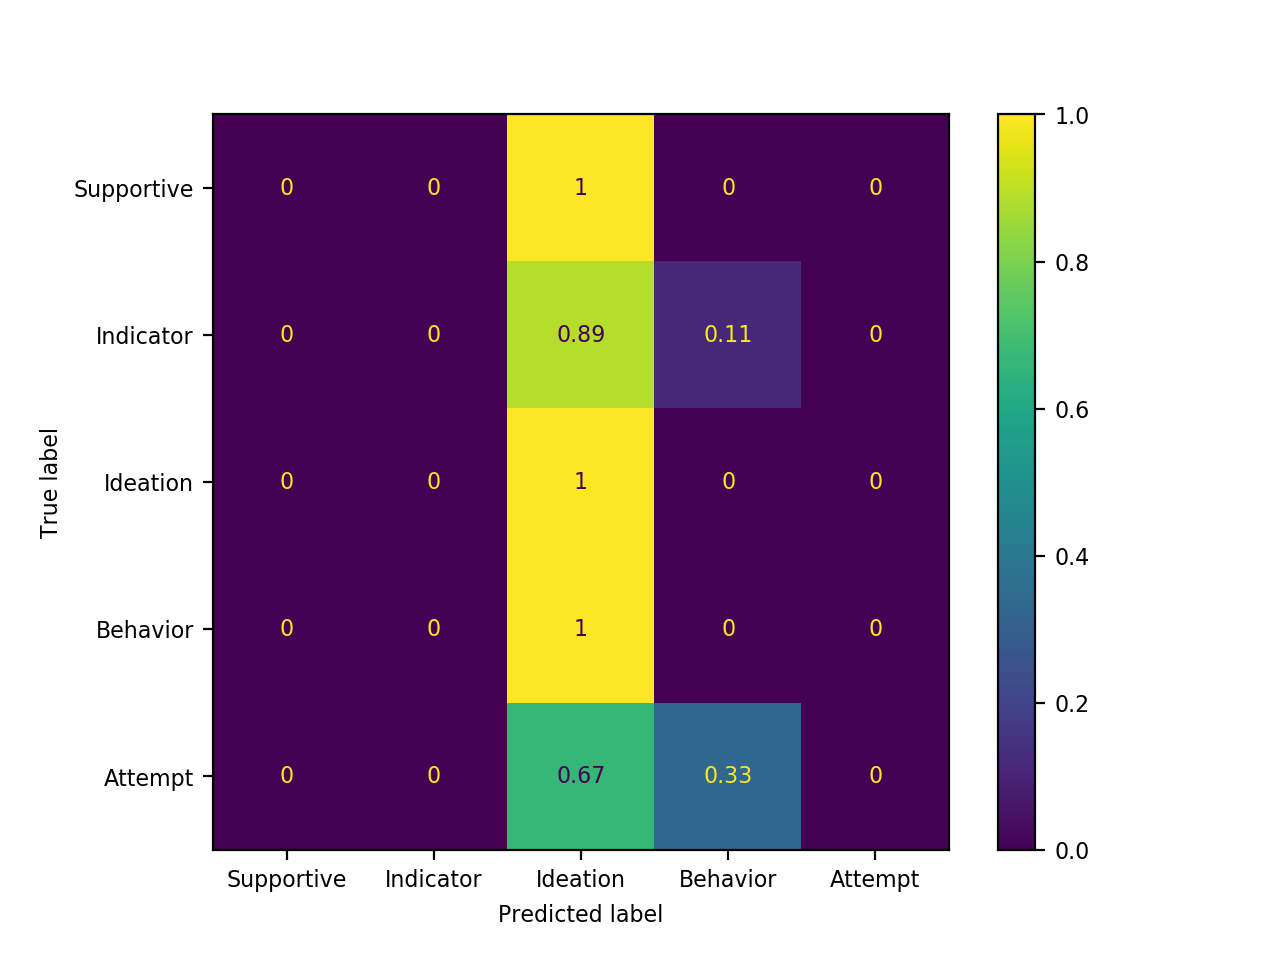 1.0
Supportive 0 0 1 0 0
Indicator 0 0 0.89 0.11 0
0.8
0.6
Ideation 0 0 1 0 0
True label
0.4
Behavior 0 0 1 0 0
0.2
Attempt 0 0 0.67 0.33 0
0.0
Supportive Indicator Ideation Behavior Attempt
Predicted label